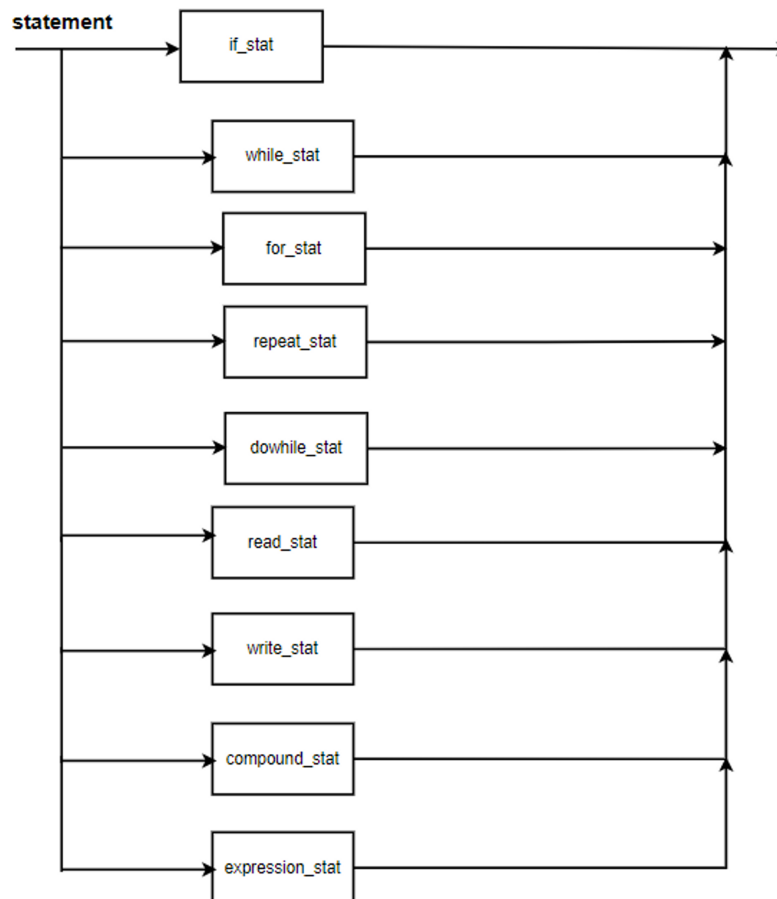 statement
if_stat
while_stat
for_stat
repeat_stat
dowhile_stat
read_stat
write_stat
compound_stat
expression_stat